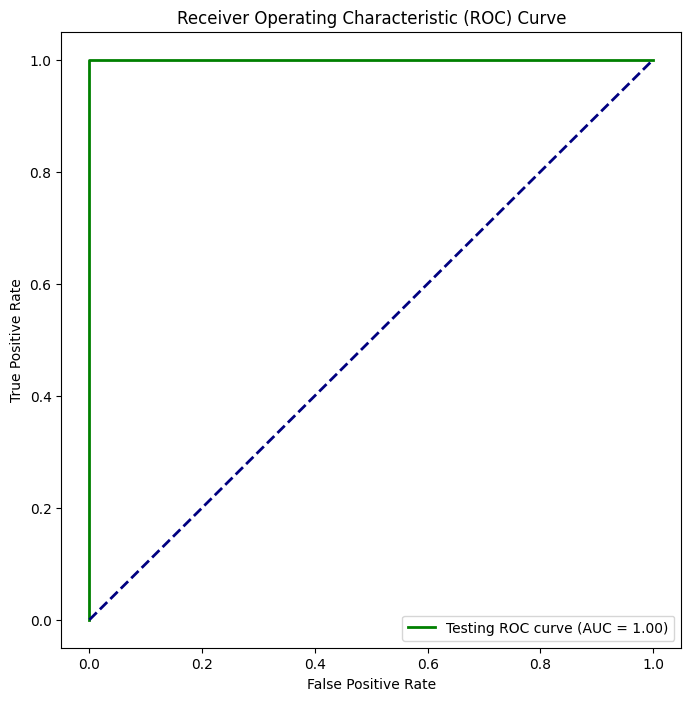 Receiver Operating Characteristic (ROC) Curve
1.0
0.8
0.6
0.4
0.2
0.0
True Positive Rate
Testing ROC curve (AUC = 1.00)
0.0 0.2 0.4 0.6 0.8 1.0
False Positive Rate